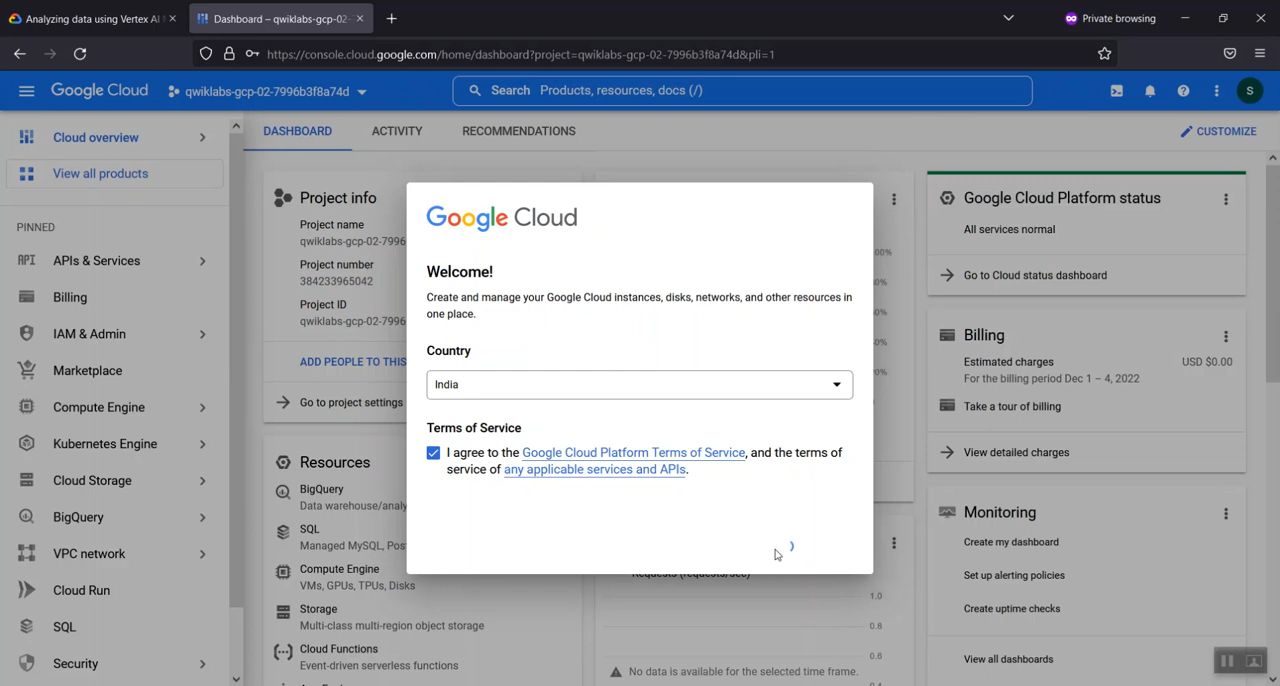 Analyzing data using Vertex AI
Dashboard – qwiklabs-gcp-02-
Private browsing
https://console.cloud.google.com/home/dashboard?project=qwiklabs-gcp-02-7996b3f8a74d&pli=1
Google Cloud
qwiklabs-gcp-02-7996b3f8a74d
Search Products, resources, docs (/)
S
Cloud overview
View all products
PINNED
API APIs & Services
Billing
IAM & Admin
Marketplace
Compute Engine
Kubernetes Engine
Cloud Storage
BigQuery
VPC network
Cloud Run
SQL
Security
DASHBOARD
ACTIVITY
RECOMMENDATIONS
CUSTOMIZE
Project info
Project name
qwiklabs-gcp-02-7996
Project number
384233965042
Project ID
qwiklabs-gcp-02-7996
ADD PEOPLE TO THIS
Go to project settings
Resources
BigQuery
Data warehouse/analy
SQL
Managed MySQL, Pos
Compute Engine
VMs, GPUs, TPUs, Disks
Storage
Multi-class multi-region object storage
Cloud Functions
Event-driven serverless functions
Google Cloud
Welcome!
Create and manage your Google Cloud instances, disks, networks, and other resources in
one place.
Country
India
Terms of Service
I agree to the Google Cloud Platform Terms of Service, and the terms of
service of any applicable services and APIs.
Requests (requests/sec)
1.0
0.8
0.6
0.4
No data is available for the selected time frame.
Google Cloud Platform status
All services normal
Go to Cloud status dashboard
Billing
Estimated charges
USD $0.00
For the billing period Dec 1 – 4, 2022
Take a tour of billing
View detailed charges
Monitoring
Create my dashboard
Set up alerting policies
Create uptime checks
View all dashboards